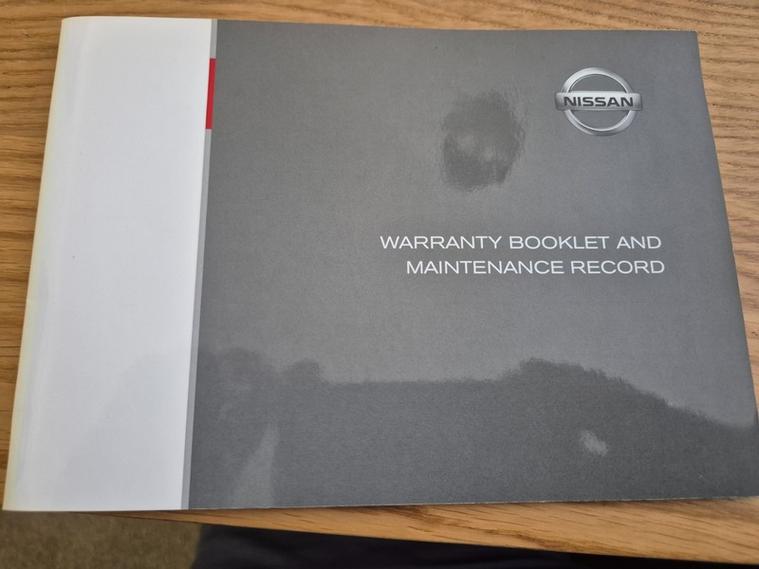 NISSAN
WARRANTY BOOKLET AND
MAINTENANCE RECORD